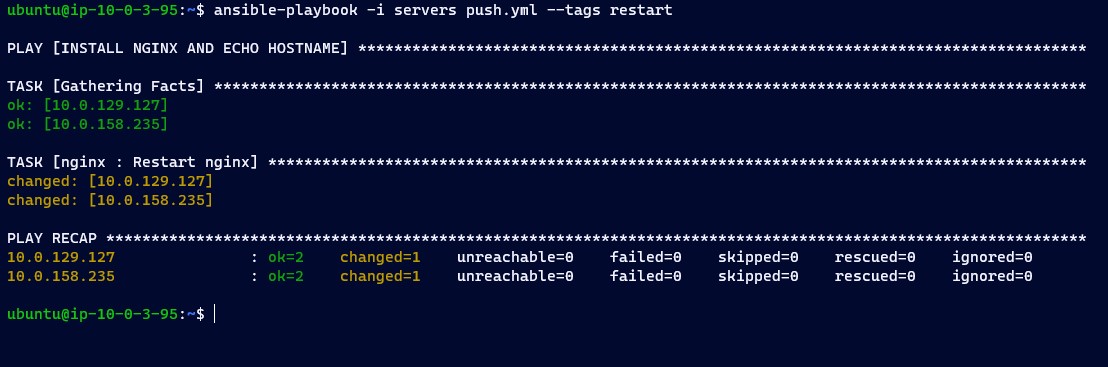 ubuntu@ip-10-0-3-95:~$ ansible-playbook -i servers push.yml --tags restart
PLAY [INSTALL NGINX AND ECHO HOSTNAME] *********************************************************************************
TASK [Gathering Facts] *************************************************************************************************
ok: [10.0.129.127]
ok: [10.0.158.235]
TASK [nginx : Restart nginx] *******************************************************************************************
changed: [10.0.129.127]
changed: [10.0.158.235]
PLAY RECAP *************************************************************************************************************
10.0.129.127               : ok=2    changed=1    unreachable=0    failed=0    skipped=0    rescued=0    ignored=0
10.0.158.235               : ok=2    changed=1    unreachable=0    failed=0    skipped=0    rescued=0    ignored=0
ubuntu@ip-10-0-3-95:~$